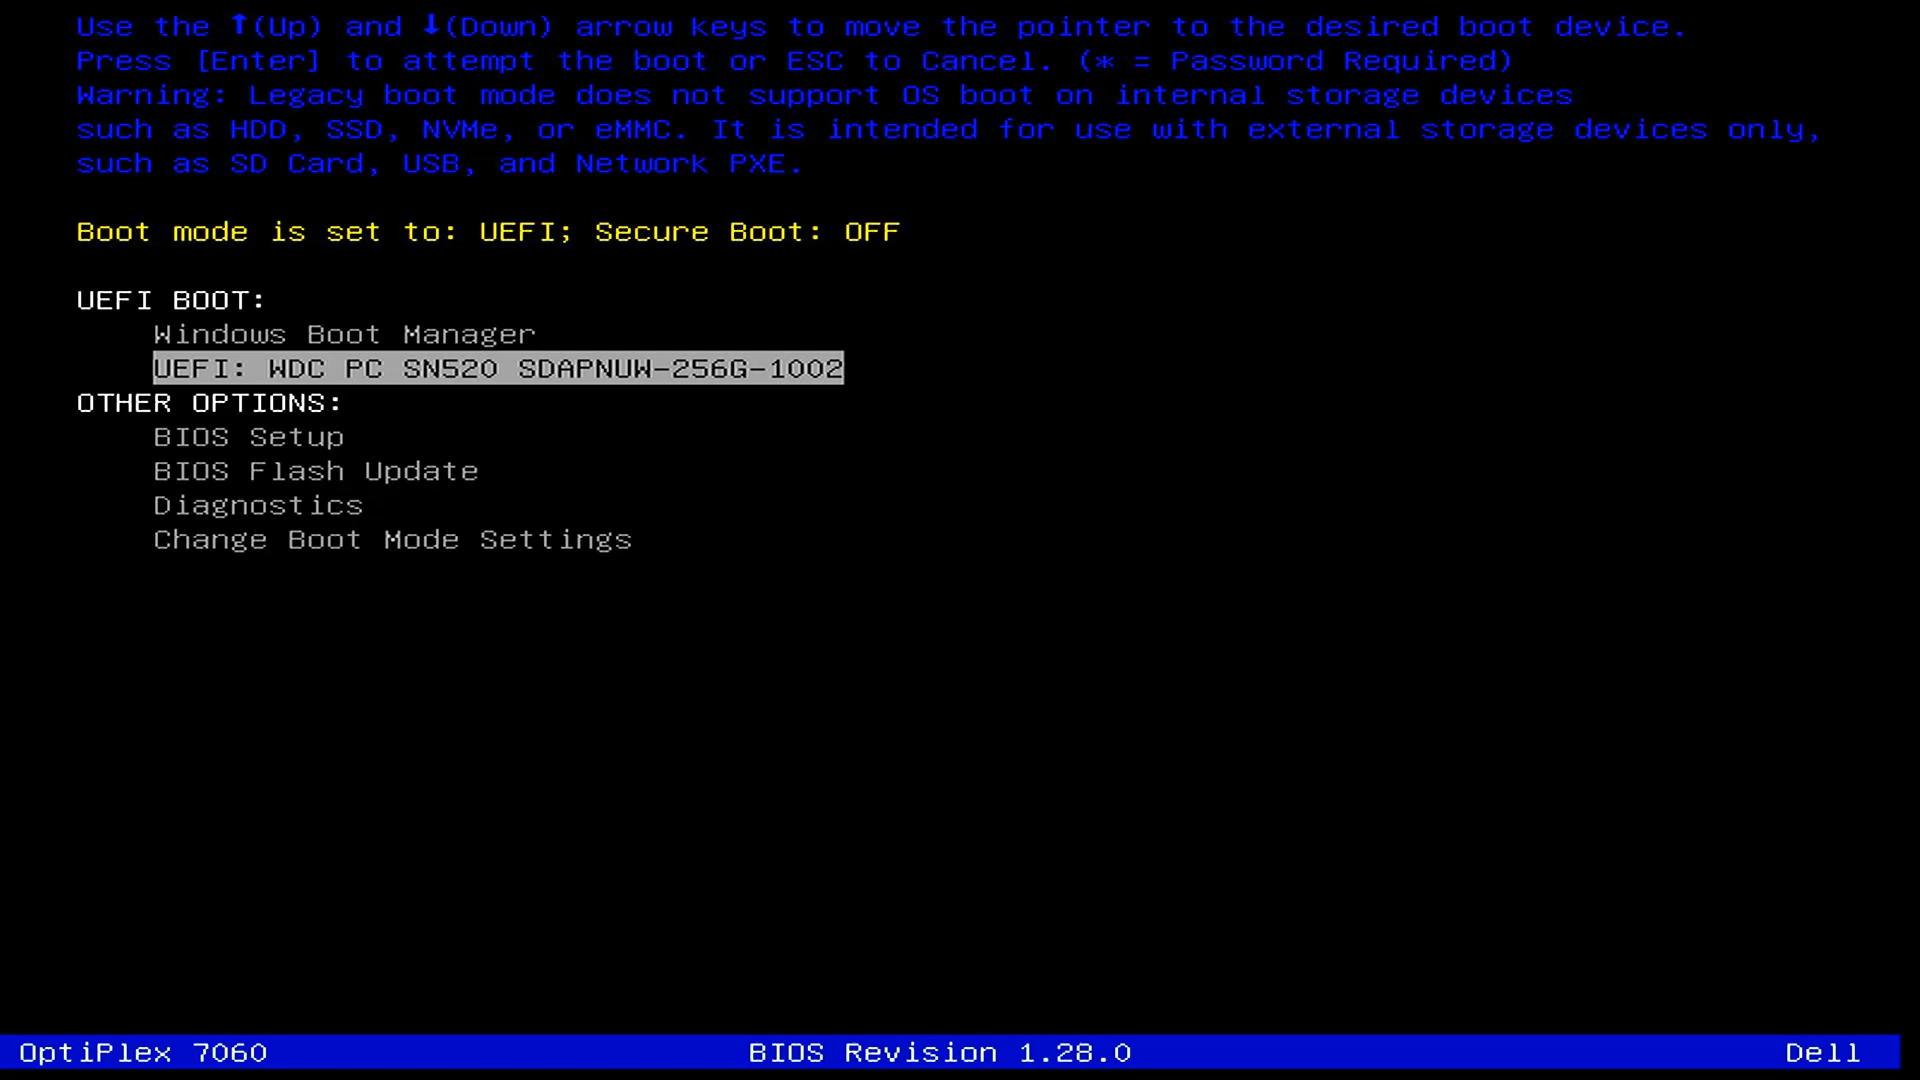 Use the ↑(Up) and ↓(Down) arrow keys to move the pointer to the desired boot device.
Press [Enter] to attempt the boot or ESC to Cancel. (* = Password Required)
Warning: Legacy boot mode does not support OS boot on internal storage devices
such as HDD, SSD, NVMe, or eMMC. It is intended for use with external storage devices only,
such as SD Card, USB, and Network PXE.
Boot mode is set to: UEFI; Secure Boot: OFF
UEFI BOOT:
Windows Boot Manager
UEFI: WDC PC SN520 SDAPNUW-256G-1002
OTHER OPTIONS:
BIOS Setup
BIOS Flash Update
Diagnostics
Change Boot Mode Settings
OptiPlex 7060 BIOS Revision 1.28.0 Dell